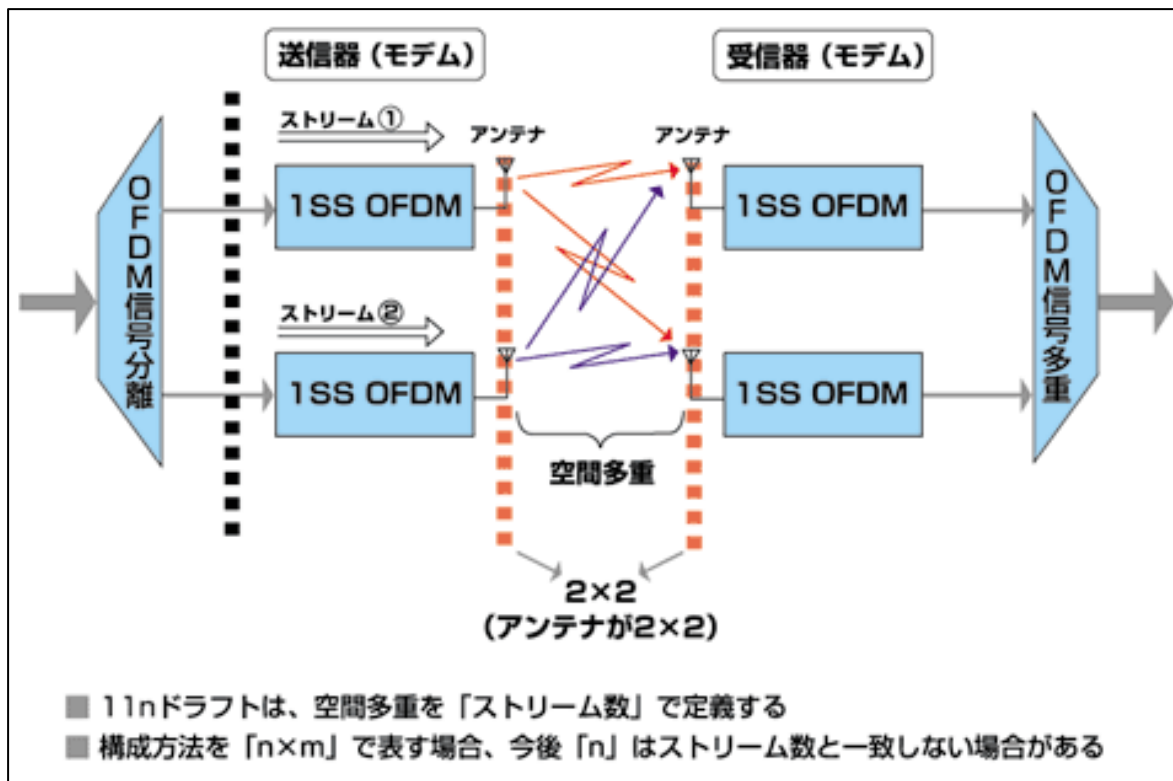 送信器（モデム）
受信器（モデム）
ストリーム①
アンテナ
アンテナ
OFDM信号分離
1SS OFDM
1SS OFDM
OFDM信号多重
ストリーム②
1SS OFDM
1SS OFDM
空間多重
2×2
（アンテナが2×2）
11nドラフトは、空間多重を「ストリーム数」で定義する
構成方法を「n×m」で表す場合、今後「n」はストリーム数と一致しない場合がある